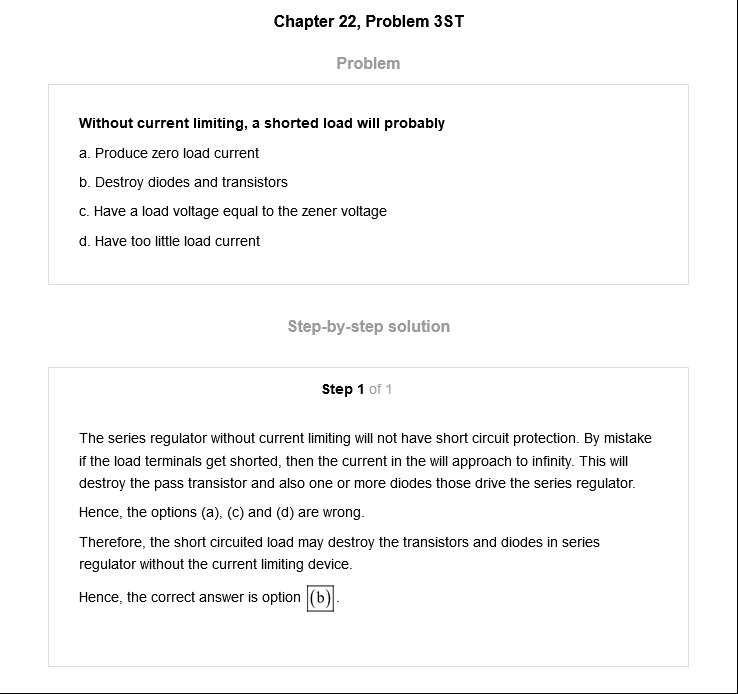 Chapter 22, Problem 3ST
Problem
Without current limiting, a shorted load will probably
a. Produce zero load current
b. Destroy diodes and transistors
c. Have a load voltage equal to the zener voltage
d. Have too little load current
Step-by-step solution
Step 1 of 1
The series regulator without current limiting will not have short circuit protection. By mistake
if the load terminals get shorted, then the current in the will approach to infinity. This will
destroy the pass transistor and also one or more diodes those drive the series regulator.
Hence, the options (a), (c) and (d) are wrong.
Therefore, the short circuited load may destroy the transistors and diodes in series
regulator without the current limiting device.
Hence, the correct answer is option (b).